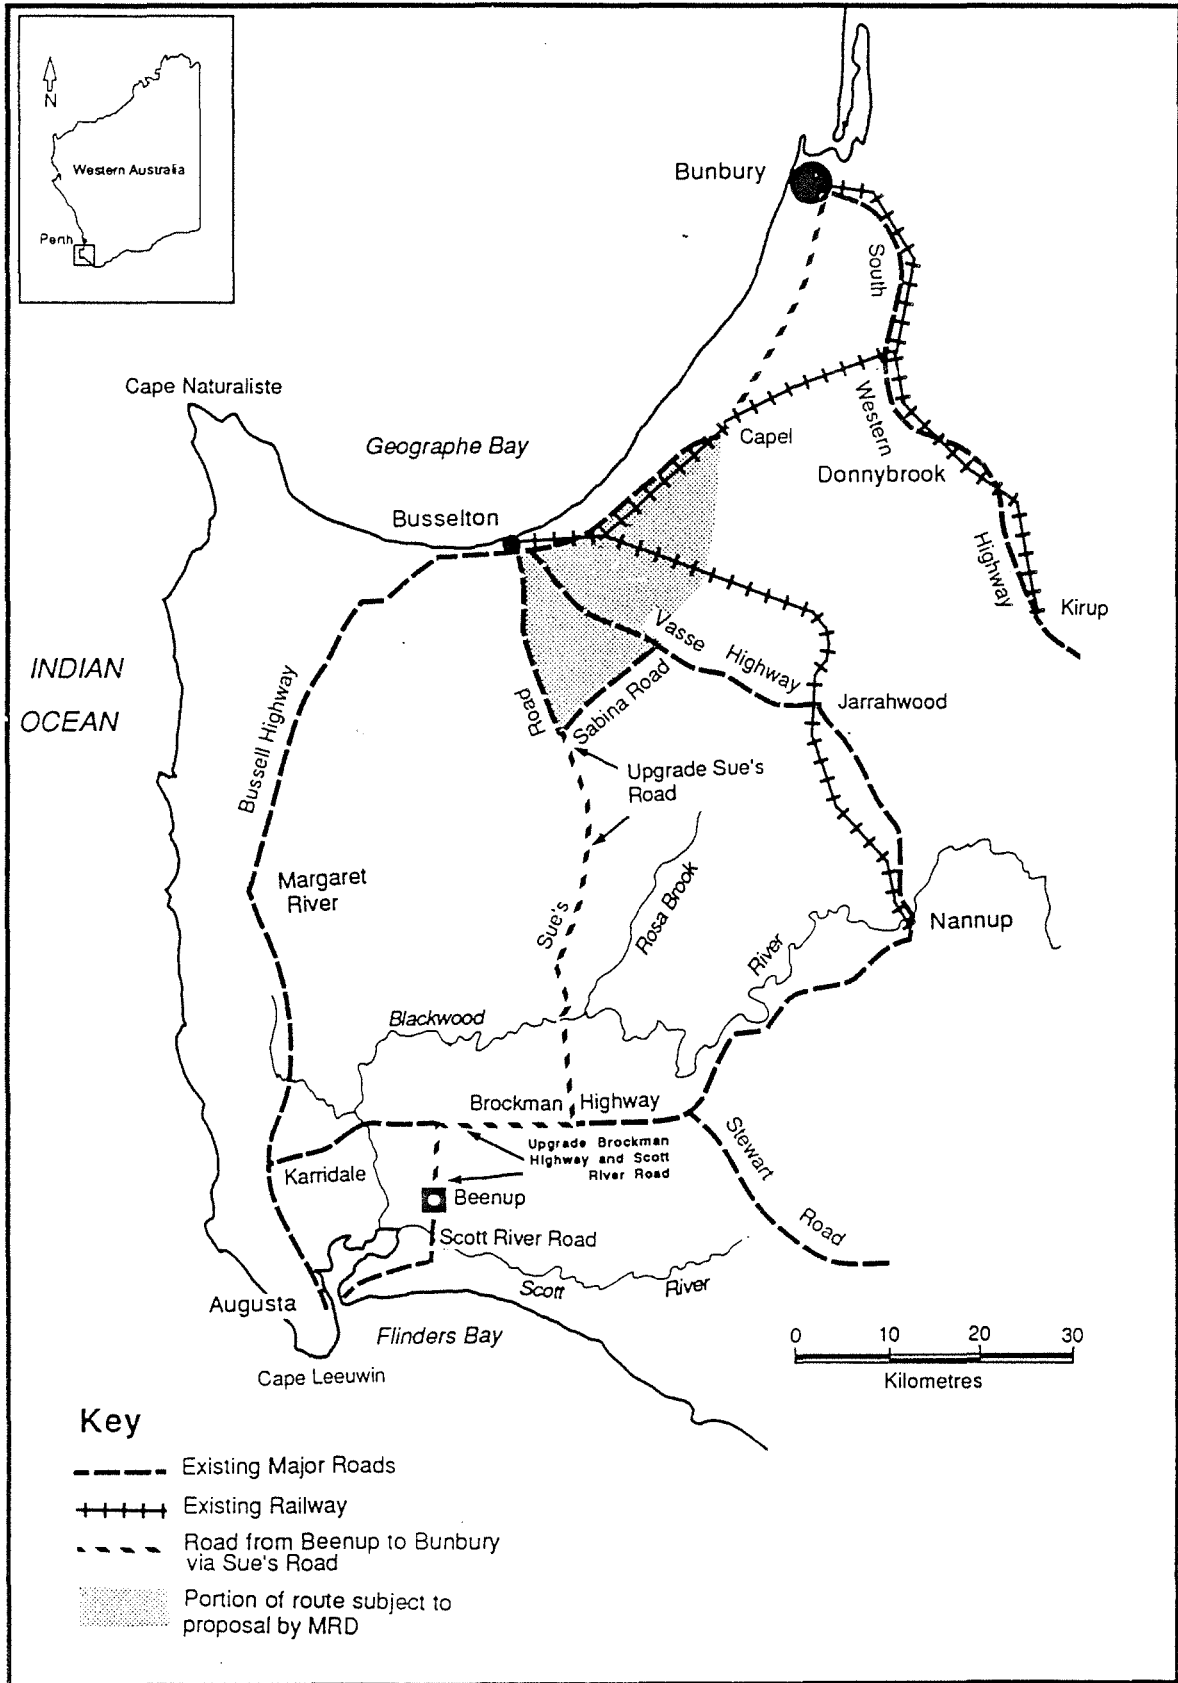 N
Western Australia
Perth
Bunbury
South
Cape Naturaliste
Geographe Bay
Capel
Western
Donnybrook
Busselton
Highway
Kirup
Vasse
Highway
INDIAN
OCEAN
Road
Sabina Road
Jarrahwood
Bussell Highway
Upgrade Sue's
Road
Margaret
River
Sue's
Rosa Brook
Nannup
River
Blackwood
Brockman Highway
Upgrade Brockman
Highway and Scott
River Road
Stewart
Road
Karridale
Beenup
Scott River Road
Scott River
Augusta
Flinders Bay
Cape Leeuwin
0 10 20 30
Kilometres
Key
Existing Major Roads
Existing Railway
Road from Beenup to Bunbury
via Sue's Road
Portion of route subject to
proposal by MRD